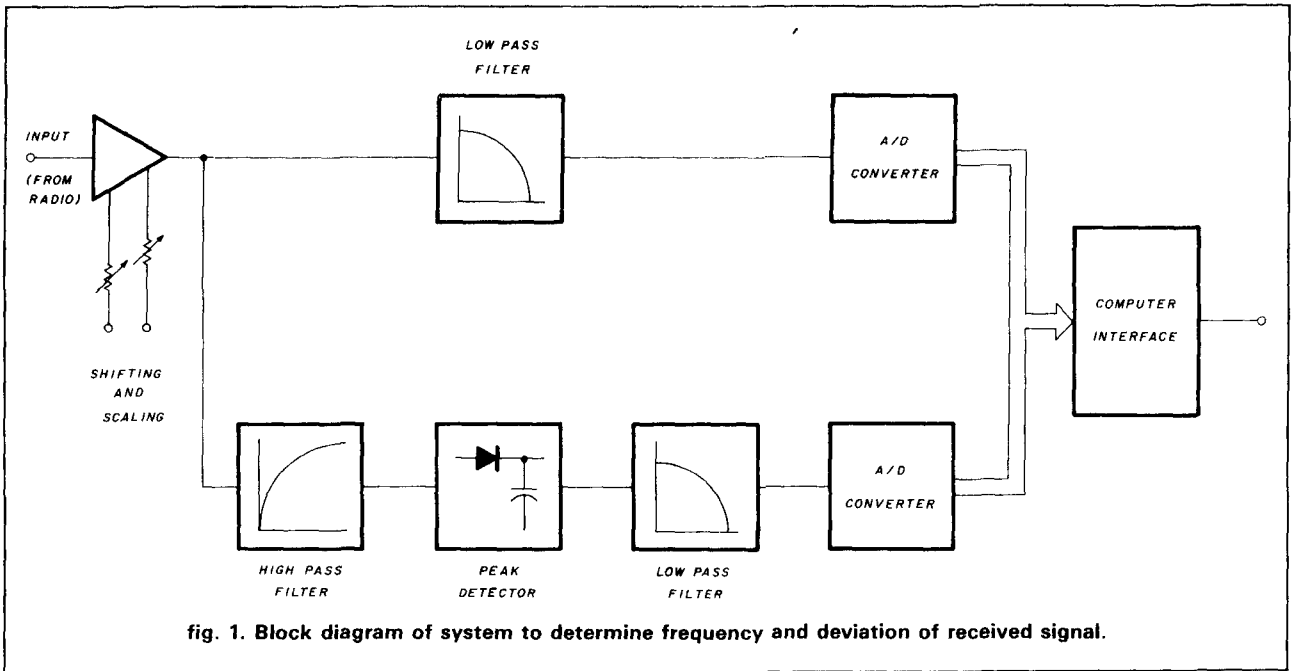 LOW PASS
FILTER
INPUT
(FROM
RADIO)
A/D
CONVERTER
SHIFTING
AND
SCALING
COMPUTER
INTERFACE
A/D
CONVERTER
HIGH PASS
FILTER
PEAK
DETECTOR
LOW PASS
FILTER
fig. 1. Block diagram of system to determine frequency and deviation of received signal.